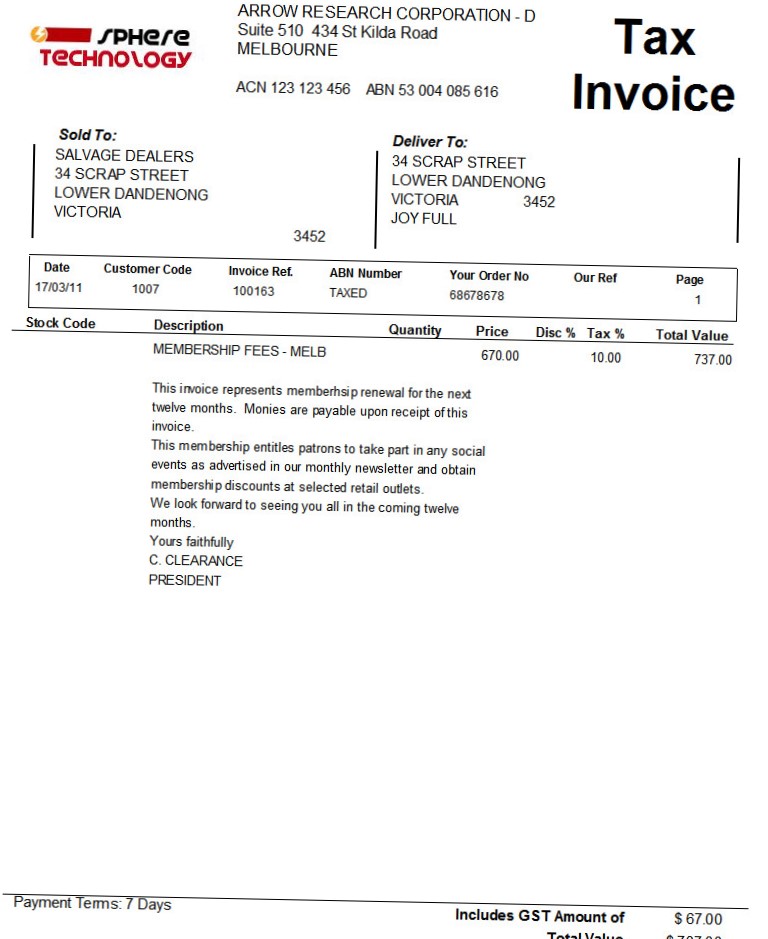 SPHERE
TECHNOLOGY
ARROW RESEARCH CORPORATION - D
Suite 510 434 St Kilda Road
MELBOURNE
ACN 123 123 456 ABN 53 004 085 616
Tax
Invoice
Sold To:
SALVAGE DEALERS
34 SCRAP STREET
LOWER DANDENONG
VICTORIA
3452
Deliver To:
34 SCRAP STREET
LOWER DANDENONG
VICTORIA 3452
JOY FULL
Date Customer Code Invoice Ref. ABN Number Your Order No Our Ref Page
17/03/11 1007 100163 TAXED 68678678 1
Stock Code Description Quantity Price Disc % Tax % Total Value
MEMBERSHIP FEES - MELB 670.00 10.00 737.00
This invoice represents memberhsip renewal for the next
twelve months. Monies are payable upon receipt of this
invoice.
This membership entitles patrons to take part in any social
events as advertised in our monthly newsletter and obtain
membership discounts at selected retail outlets.
We look forward to seeing you all in the coming twelve
months.
Yours faithfully
C. CLEARANCE
PRESIDENT
Payment Terms: 7 Days
Includes GST Amount of $ 67.00
Total Value